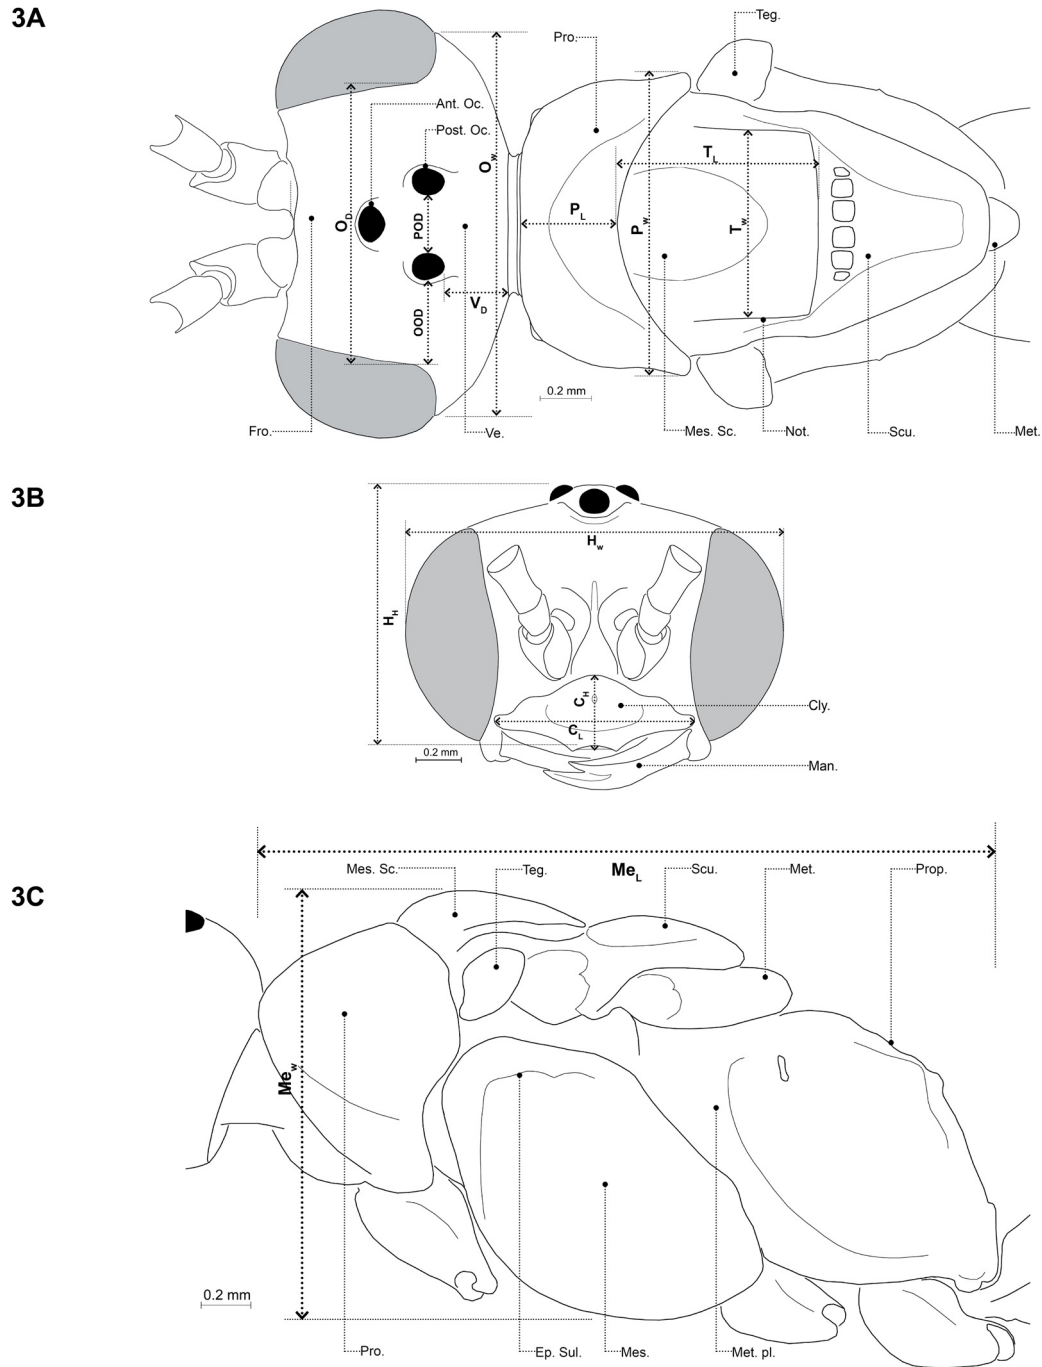 3A
Teg.
Pro.
Ant. Oc.
Post. Oc.
O_W
O_D
POD
OOD
V_D
P_L
P_W
T_L
T_W
0.2 mm
Fro.
Ve.
Mes. Sc.
Not.
Scu.
Met.
3B
H_W
H_H
C_H
C_L
Cly.
0.2 mm
Man.
3C
Me_L
Mes. Sc.
Teg.
Scu.
Met.
Prop.
Me_W
0.2 mm
Pro.
Ep. Sul.
Mes.
Met. pl.